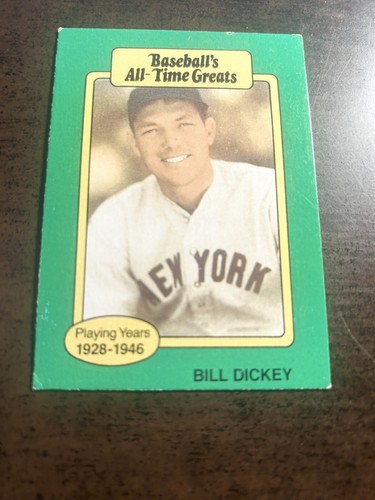 Baseball's
All-Time Greats
NEW YORK
Playing Years
1928-1946
BILL DICKEY